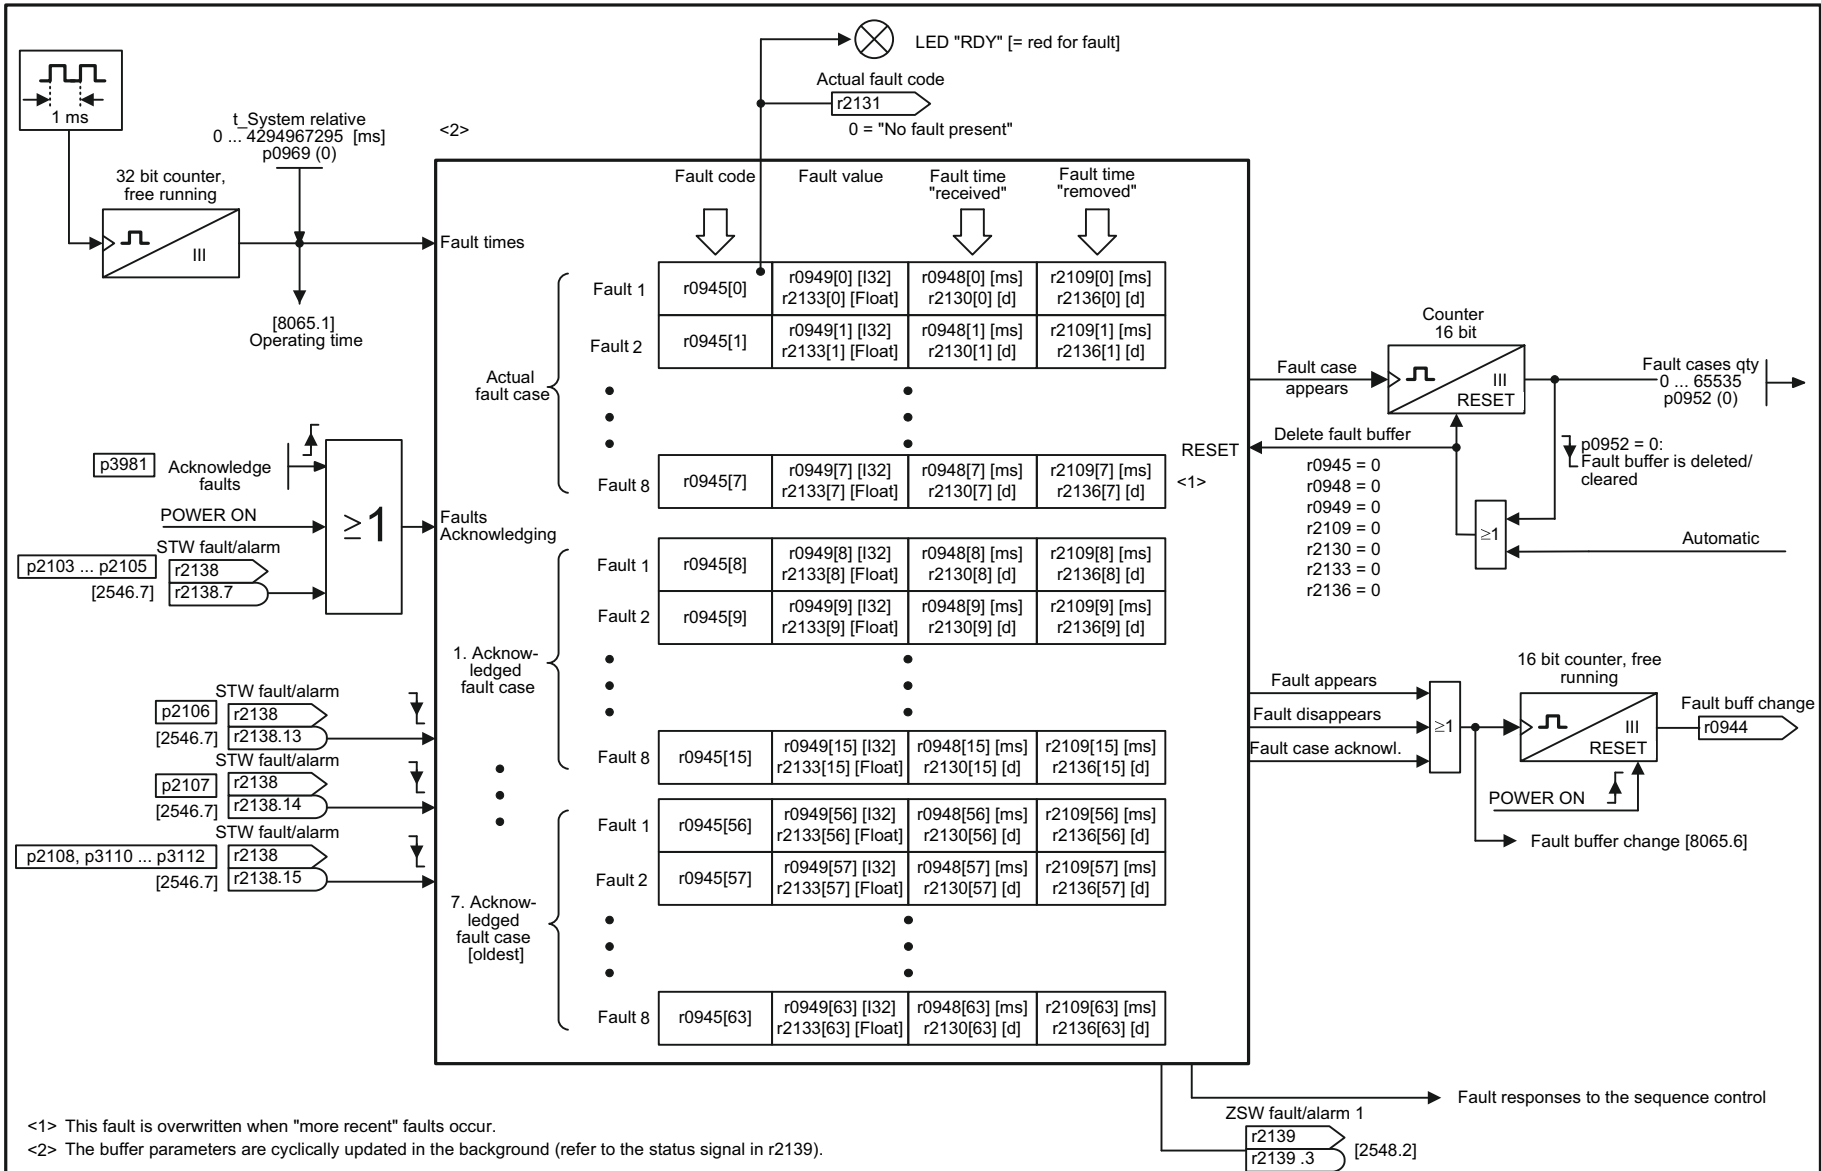 LED "RDY" [= red for fault]
Actual fault code
r2131
0 = "No fault present"
1 ms
t_System relative
0 ... 4294967295 [ms]
p0969 (0)
<2>
32 bit counter,
free running
III
[8065.1]
Operating time
Fault times
Fault code
Fault value
Fault time
"received"
Fault time
"removed"
Actual
fault case
Fault 1
r0945[0]
r0949[0] [I32]
r2133[0] [Float]
r0948[0] [ms]
r2130[0] [d]
r2109[0] [ms]
r2136[0] [d]
Fault 2
r0945[1]
r0949[1] [I32]
r2133[1] [Float]
r0948[1] [ms]
r2130[1] [d]
r2109[1] [ms]
r2136[1] [d]
Fault 8
r0945[7]
r0949[7] [I32]
r2133[7] [Float]
r0948[7] [ms]
r2130[7] [d]
r2109[7] [ms]
r2136[7] [d]
RESET
<1>
p3981
Acknowledge
faults
POWER ON
STW fault/alarm
p2103 ... p2105
r2138
[2546.7]
r2138.7
≥1
Faults
Acknowledging
1. Acknow-
ledged
fault case
Fault 1
r0945[8]
r0949[8] [I32]
r2133[8] [Float]
r0948[8] [ms]
r2130[8] [d]
r2109[8] [ms]
r2136[8] [d]
Fault 2
r0945[9]
r0949[9] [I32]
r2133[9] [Float]
r0948[9] [ms]
r2130[9] [d]
r2109[9] [ms]
r2136[9] [d]
Fault 8
r0945[15]
r0949[15] [I32]
r2133[15] [Float]
r0948[15] [ms]
r2130[15] [d]
r2109[15] [ms]
r2136[15] [d]
STW fault/alarm
p2106
r2138
[2546.7]
r2138.13
STW fault/alarm
p2107
r2138
[2546.7]
r2138.14
STW fault/alarm
p2108, p3110 ... p3112
r2138
[2546.7]
r2138.15
7. Acknow-
ledged
fault case
[oldest]
Fault 1
r0945[56]
r0949[56] [I32]
r2133[56] [Float]
r0948[56] [ms]
r2130[56] [d]
r2109[56] [ms]
r2136[56] [d]
Fault 2
r0945[57]
r0949[57] [I32]
r2133[57] [Float]
r0948[57] [ms]
r2130[57] [d]
r2109[57] [ms]
r2136[57] [d]
Fault 8
r0945[63]
r0949[63] [I32]
r2133[63] [Float]
r0948[63] [ms]
r2130[63] [d]
r2109[63] [ms]
r2136[63] [d]
Counter
16 bit
Fault case
appears
III
RESET
Fault cases qty
0 ... 65535
p0952 (0)
Delete fault buffer
r0945 = 0
r0948 = 0
r0949 = 0
r2109 = 0
r2130 = 0
r2133 = 0
r2136 = 0
p0952 = 0:
Fault buffer is deleted/
cleared
≥1
Automatic
16 bit counter, free
running
Fault appears
Fault disappears
Fault case acknowl.
≥1
III
RESET
Fault buff change
r0944
POWER ON
Fault buffer change [8065.6]
Fault responses to the sequence control
ZSW fault/alarm 1
r2139
r2139 .3
[2548.2]
<1> This fault is overwritten when "more recent" faults occur.
<2> The buffer parameters are cyclically updated in the background (refer to the status signal in r2139).